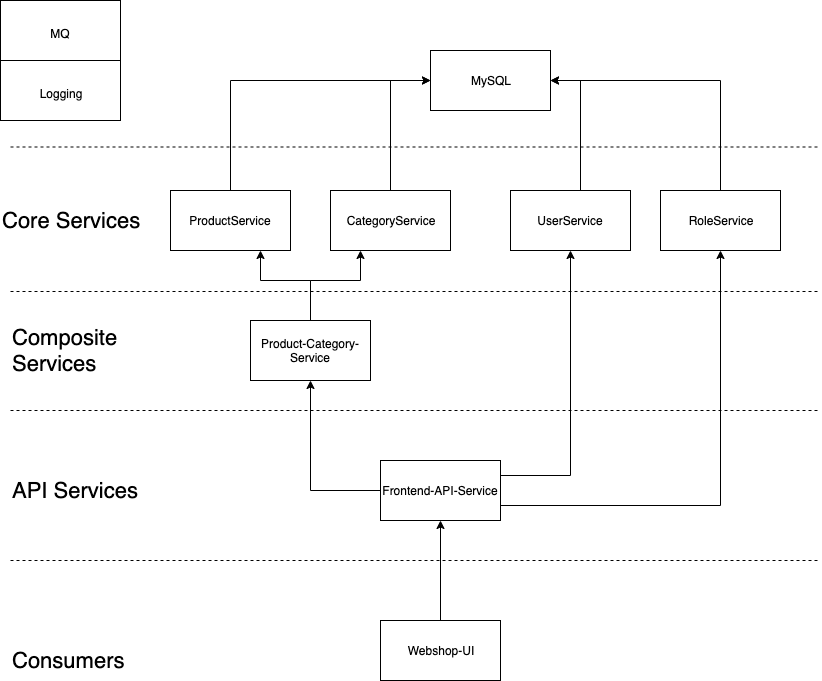 MQ
MySQL
Logging
Core Services
ProductService
CategoryService
UserService
RoleService
Composite
Services
Product-Category-
Service
API Services
Frontend-API-Service
Consumers
Webshop-UI